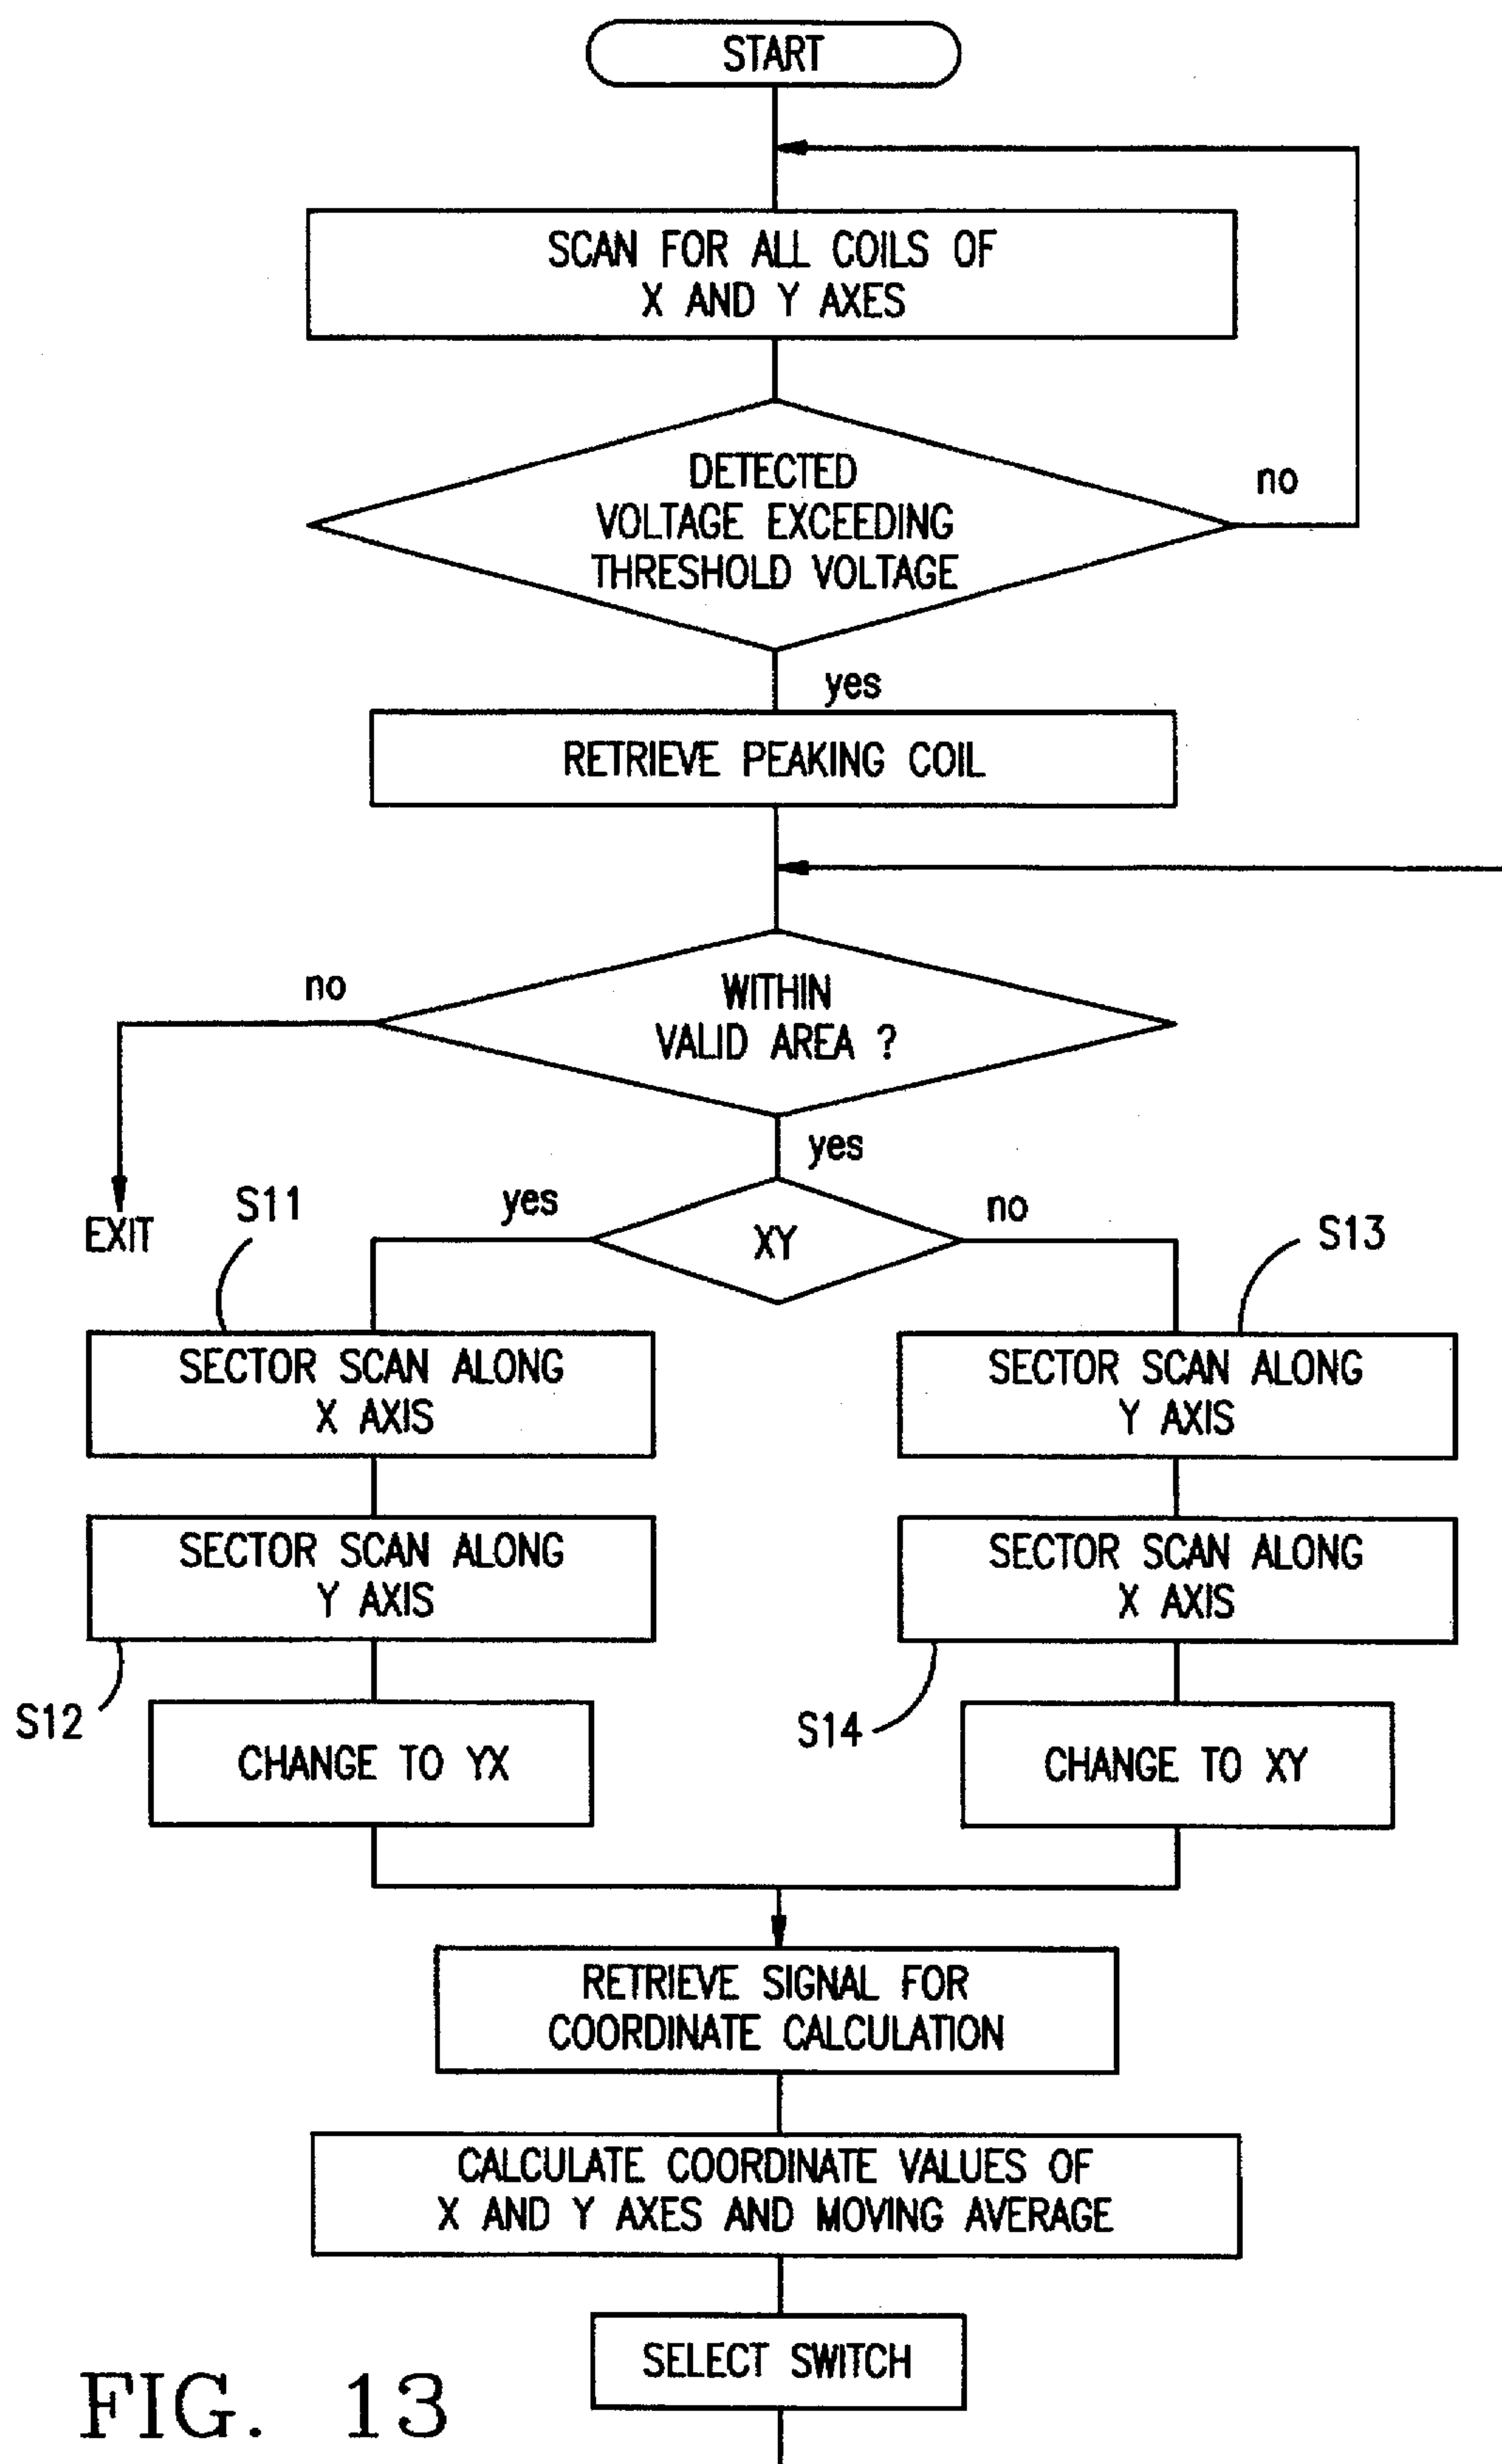 START
SCAN FOR ALL COILS OF
X AND Y AXES
DETECTED
VOLTAGE EXCEEDING
THRESHOLD VOLTAGE
no
yes
RETRIEVE PEAKING COIL
WITHIN
VALID AREA ?
no
yes
EXIT
XY
yes
no
S11
S13
SECTOR SCAN ALONG
X AXIS
SECTOR SCAN ALONG
Y AXIS
SECTOR SCAN ALONG
Y AXIS
SECTOR SCAN ALONG
X AXIS
S12
S14
CHANGE TO YX
CHANGE TO XY
RETRIEVE SIGNAL FOR
COORDINATE CALCULATION
CALCULATE COORDINATE VALUES OF
X AND Y AXES AND MOVING AVERAGE
SELECT SWITCH
FIG. 13